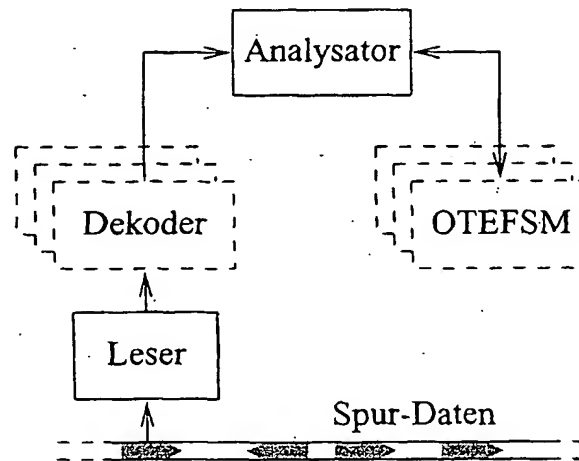 Analysator
Dekoder
OTEFSM
Leser
Spur-Daten